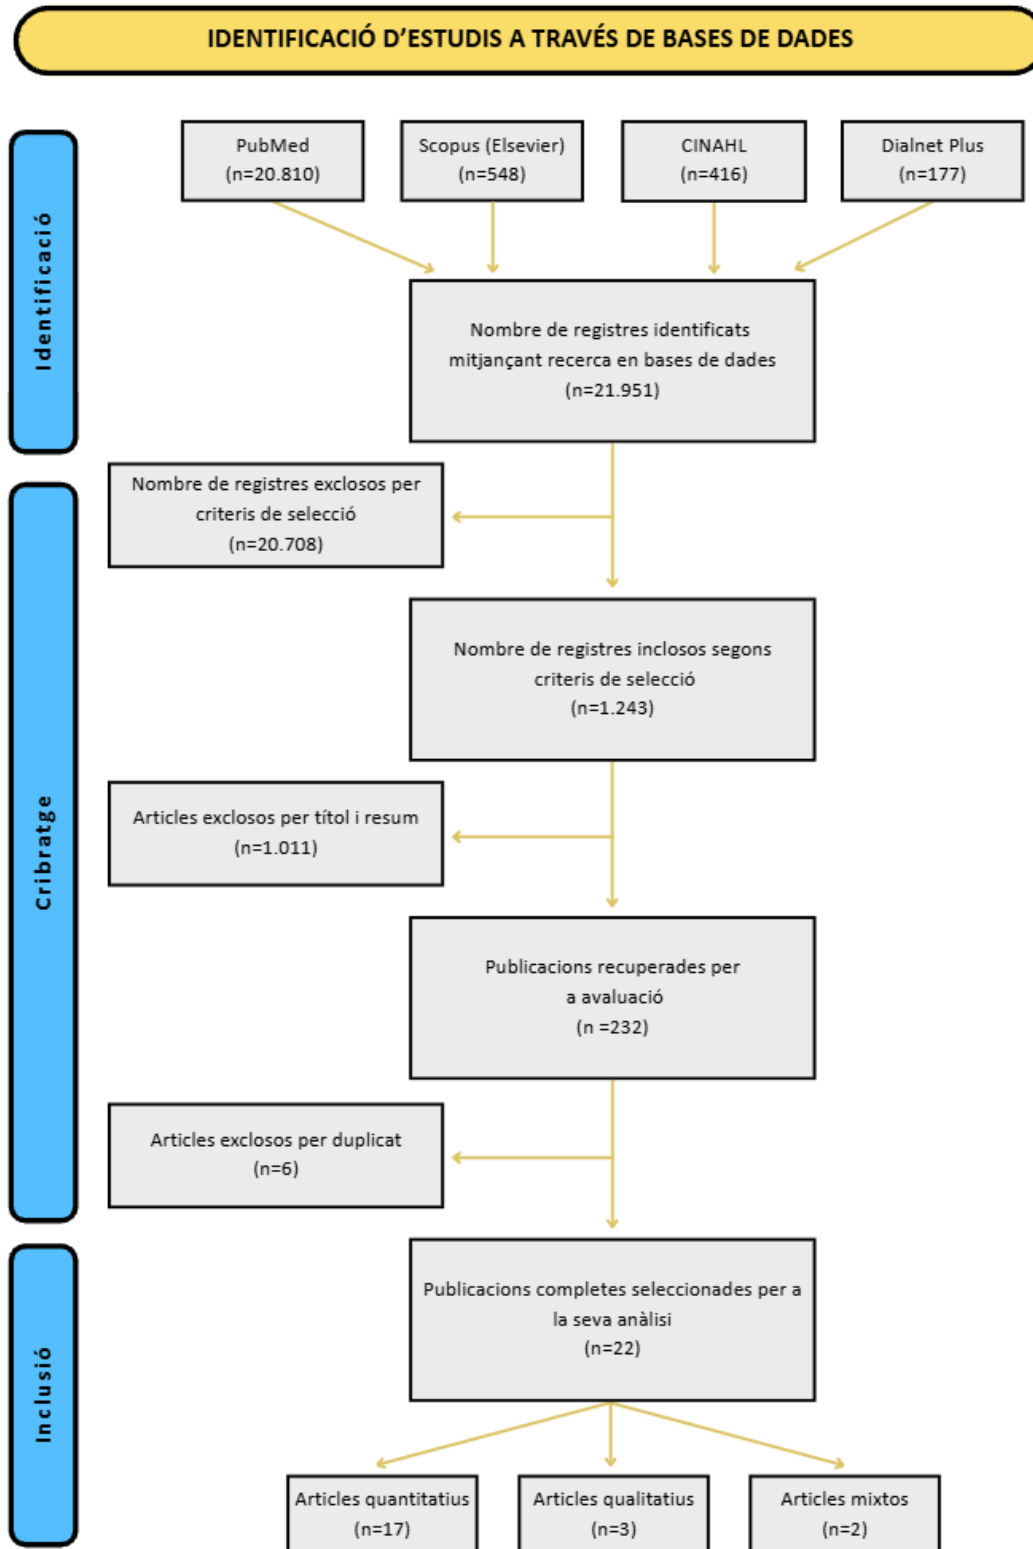 IDENTIFICACIÓ D'ESTUDIS A TRAVÉS DE BASES DE DADES
Identificació
PubMed
(n=20.810)
Scopus (Elsevier)
(n=548)
CINAHL
(n=416)
Dialnet Plus
(n=177)
Nombre de registres identificats
mitjançant recerca en bases de dades
(n=21.951)
Cribratge
Nombre de registres exclosos per
criteris de selecció
(n=20.708)
Nombre de registres inclosos segons
criteris de selecció
(n=1.243)
Articles exclosos per títol i resum
(n=1.011)
Publicacions recuperades per
a avaluació
(n =232)
Articles exclosos per duplicat
(n=6)
Inclusió
Publicacions completes seleccionades per a
la seva anàlisi
(n=22)
Articles quantitatius
(n=17)
Articles qualitatius
(n=3)
Articles mixtos
(n=2)